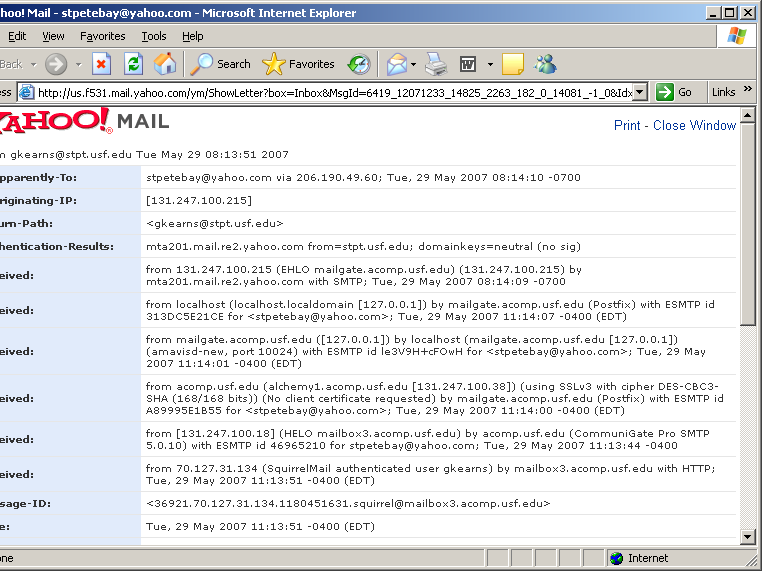 hoo! Mail - stpetebay@yahoo.com - Microsoft Internet Explorer
Edit View Favorites Tools Help
Back Search Favorites
ess http://us.f531.mail.yahoo.com/ym/ShowLetter?box=Inbox&MsgId=6419_12071233_14825_2263_182_0_14081_-1_0&Idx Go Links »
YAHOO! MAIL
Print - Close Window
m gkearns@stpt.usf.edu Tue May 29 08:13:51 2007
pparently-To: stpetebay@yahoo.com via 206.190.49.60; Tue, 29 May 2007 08:14:10 -0700
riginating-IP: [131.247.100.215]
urn-Path: <gkearns@stpt.usf.edu>
hentication-Results: mta201.mail.re2.yahoo.com from=stpt.usf.edu; domainkeys=neutral (no sig)
eived: from 131.247.100.215 (EHLO mailgate.acomp.usf.edu) (131.247.100.215) by
mta201.mail.re2.yahoo.com with SMTP; Tue, 29 May 2007 08:14:09 -0700
eived: from localhost (localhost.localdomain [127.0.0.1]) by mailgate.acomp.usf.edu (Postfix) with ESMTP id
313DC5E21CE for <stpetebay@yahoo.com>; Tue, 29 May 2007 11:14:07 -0400 (EDT)
eived: from mailgate.acomp.usf.edu ([127.0.0.1]) by localhost (mailgate.acomp.usf.edu [127.0.0.1])
(amavisd-new, port 10024) with ESMTP id le3V9H+cFOwH for <stpetebay@yahoo.com>; Tue, 29 May
2007 11:14:01 -0400 (EDT)
eived: from acomp.usf.edu (alchemy1.acomp.usf.edu [131.247.100.38]) (using SSLv3 with cipher DES-CBC3-
SHA (168/168 bits)) (No client certificate requested) by mailgate.acomp.usf.edu (Postfix) with ESMTP id
A89995E1B55 for <stpetebay@yahoo.com>; Tue, 29 May 2007 11:14:00 -0400 (EDT)
eived: from [131.247.100.18] (HELO mailbox3.acomp.usf.edu) by acomp.usf.edu (CommuniGate Pro SMTP
5.0.10) with ESMTP id 46965210 for stpetebay@yahoo.com; Tue, 29 May 2007 11:13:44 -0400
eived: from 70.127.31.134 (SquirrelMail authenticated user gkearns) by mailbox3.acomp.usf.edu with HTTP;
Tue, 29 May 2007 11:13:51 -0400 (EDT)
sage-ID: <36921.70.127.31.134.1180451631.squirrel@mailbox3.acomp.usf.edu>
e: Tue, 29 May 2007 11:13:51 -0400 (EDT)
one Internet